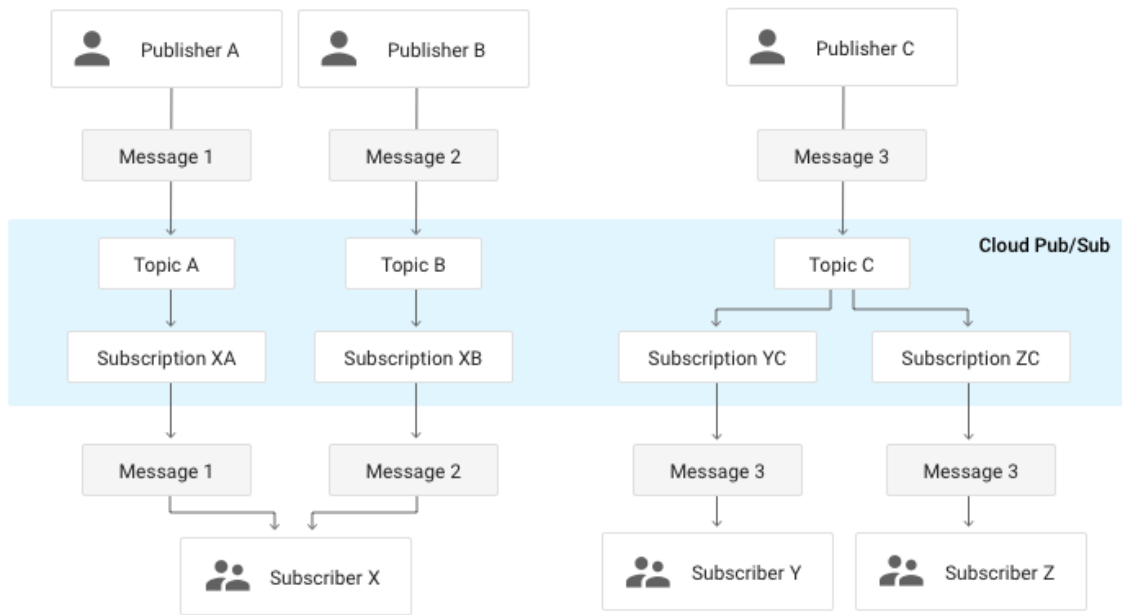 Publisher A
Publisher B
Publisher C
Message 1
Message 2
Message 3
Cloud Pub/Sub
Topic A
Topic B
Topic C
Subscription XA
Subscription XB
Subscription YC
Subscription ZC
Message 1
Message 2
Message 3
Message 3
Subscriber X
Subscriber Y
Subscriber Z